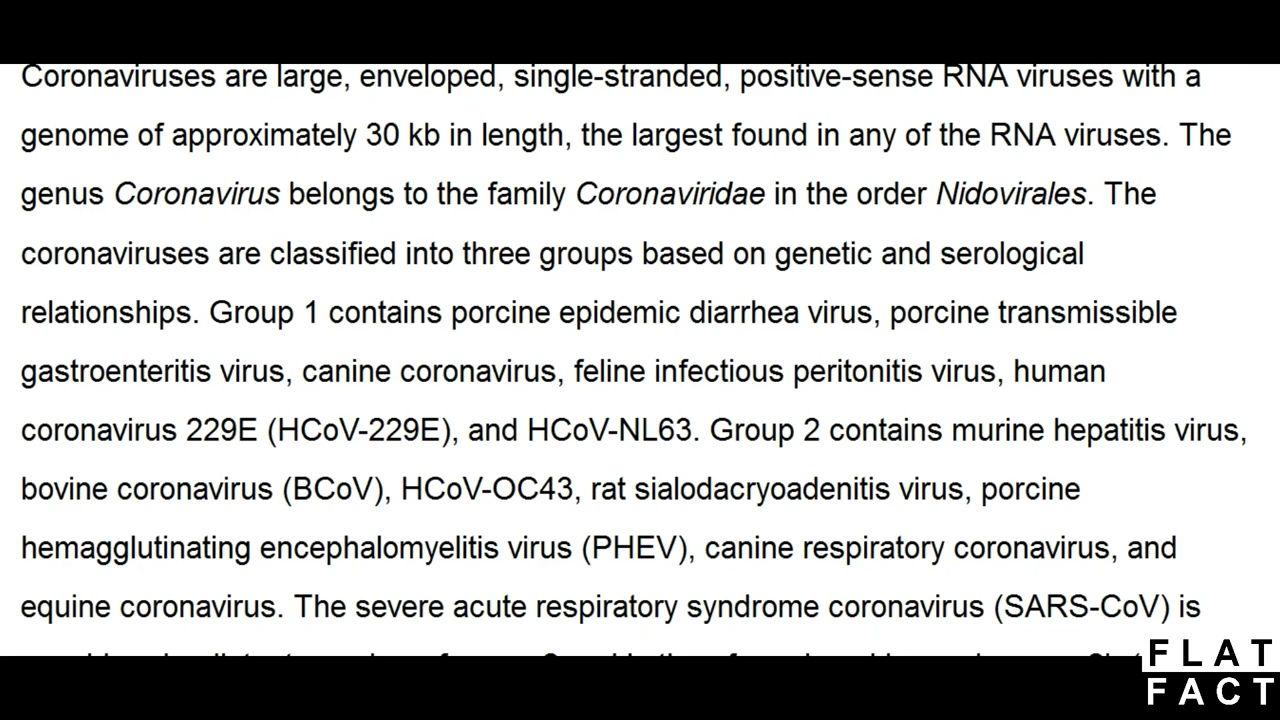 Coronaviruses are large, enveloped, single-stranded, positive-sense RNA viruses with a
genome of approximately 30 kb in length, the largest found in any of the RNA viruses. The
genus Coronavirus belongs to the family Coronaviridae in the order Nidovirales. The
coronaviruses are classified into three groups based on genetic and serological
relationships. Group 1 contains porcine epidemic diarrhea virus, porcine transmissible
gastroenteritis virus, canine coronavirus, feline infectious peritonitis virus, human
coronavirus 229E (HCoV-229E), and HCoV-NL63. Group 2 contains murine hepatitis virus,
bovine coronavirus (BCoV), HCoV-OC43, rat sialodacryoadenitis virus, porcine
hemagglutinating encephalomyelitis virus (PHEV), canine respiratory coronavirus, and
equine coronavirus. The severe acute respiratory syndrome coronavirus (SARS-CoV) is
FLAT
FACT